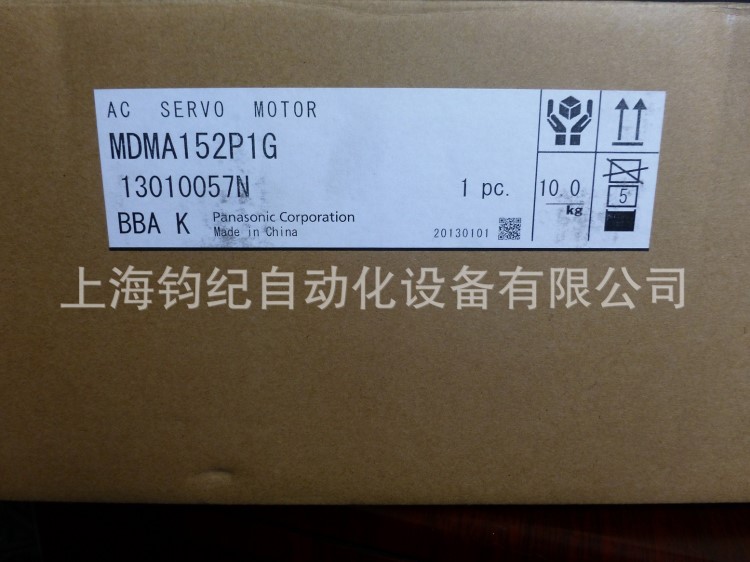 AC SERVO MOTOR
MDMA152P1G
13010057N
1 pc.
10.0
kg
5
BBA K
Panasonic Corporation
Made in China
20130101
上海钧纪自动化设备有限公司